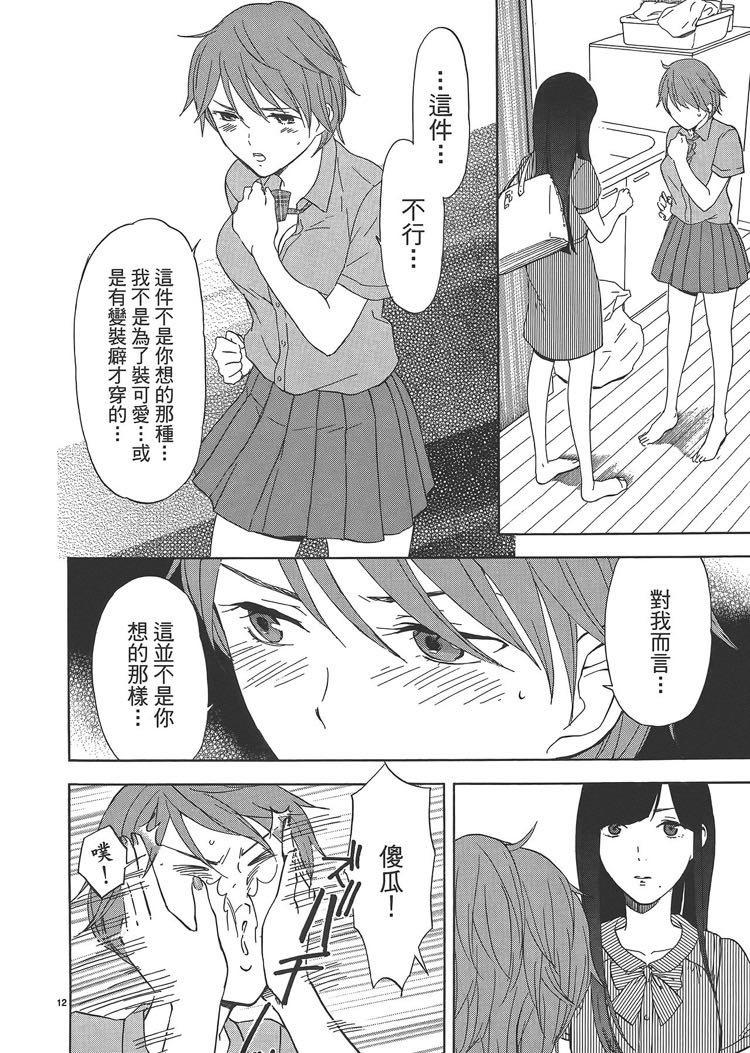 …這件…
不行…
這件不是你想的那種…
我不是為了裝可愛…或
是有變裝癖才穿的…
對我而言…
這並不是你
想的那樣…
傻瓜！
噗！
12